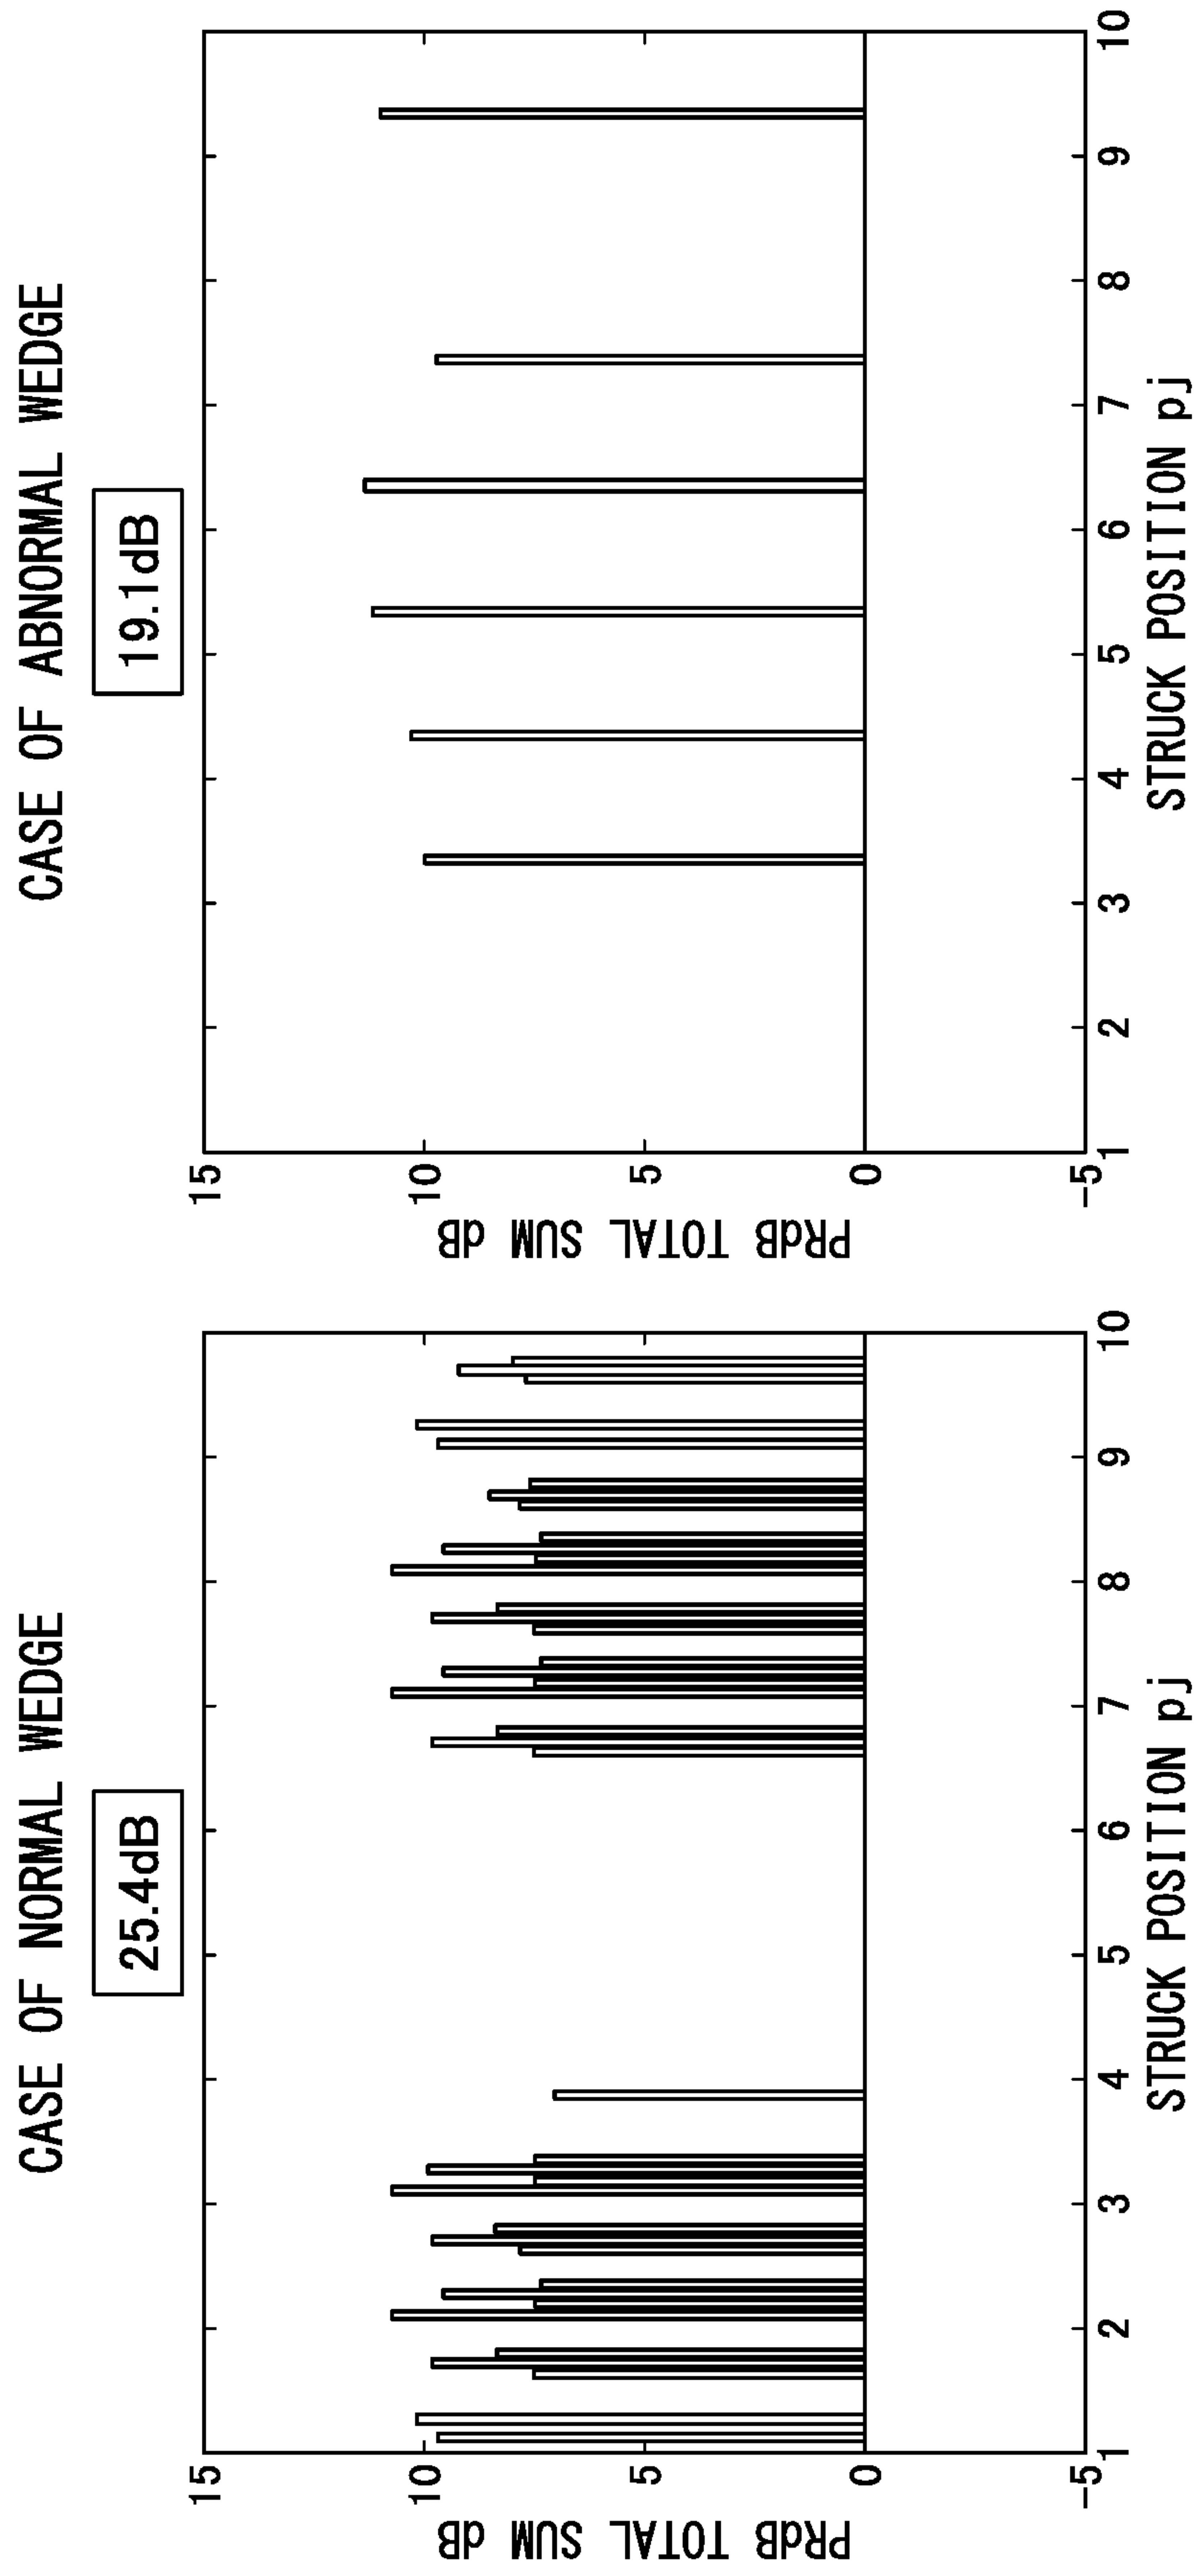 CASE OF NORMAL WEDGE
25.4dB
PRdB TOTAL SUM dB
15
10
5
0
-5
1 2 3 4 5 6 7 8 9 10
STRUCK POSITION pj
CASE OF ABNORMAL WEDGE
19.1dB
PRdB TOTAL SUM dB
15
10
5
0
-5
1 2 3 4 5 6 7 8 9 10
STRUCK POSITION pj